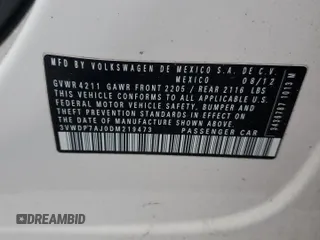 MFD. BY VOLKSWAGEN DE MEXICO S.A. DE C.V.
MEXICO 08/12
GVWR 4211 GAWR FRONT 2205 / REAR 2116 LBS
THIS VEHICLE CONFORMS TO ALL APPLICABLE
FEDERAL MOTOR VEHICLE SAFETY, BUMPER AND
THEFT PREVENTION STANDARDS IN EFFECT ON
THE DATE OF MANUFACTURE SHOWN ABOVE.
3VWDP7AJ0DM219473 PASSENGER CAR
DREAMBID
DREAMBID.COM